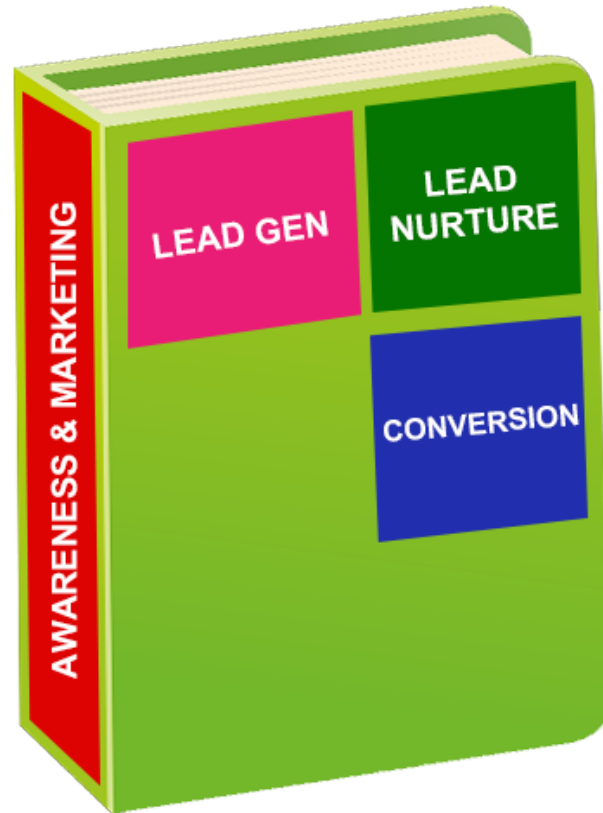 AWARENESS & MARKETING
LEAD GEN
LEAD
NURTURE
CONVERSION